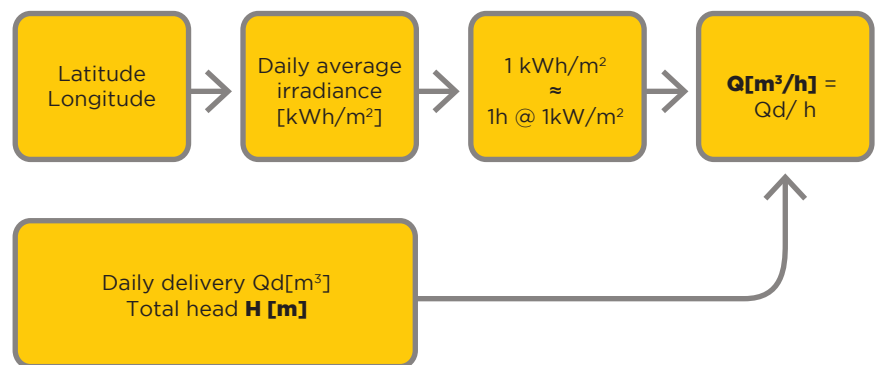 Latitude
Longitude
Daily average
irradiance
[kWh/m²]
1 kWh/m²
≈
1h @ 1kW/m²
Q[m³/h] =
Qd/ h
Daily delivery Qd[m³]
Total head H [m]